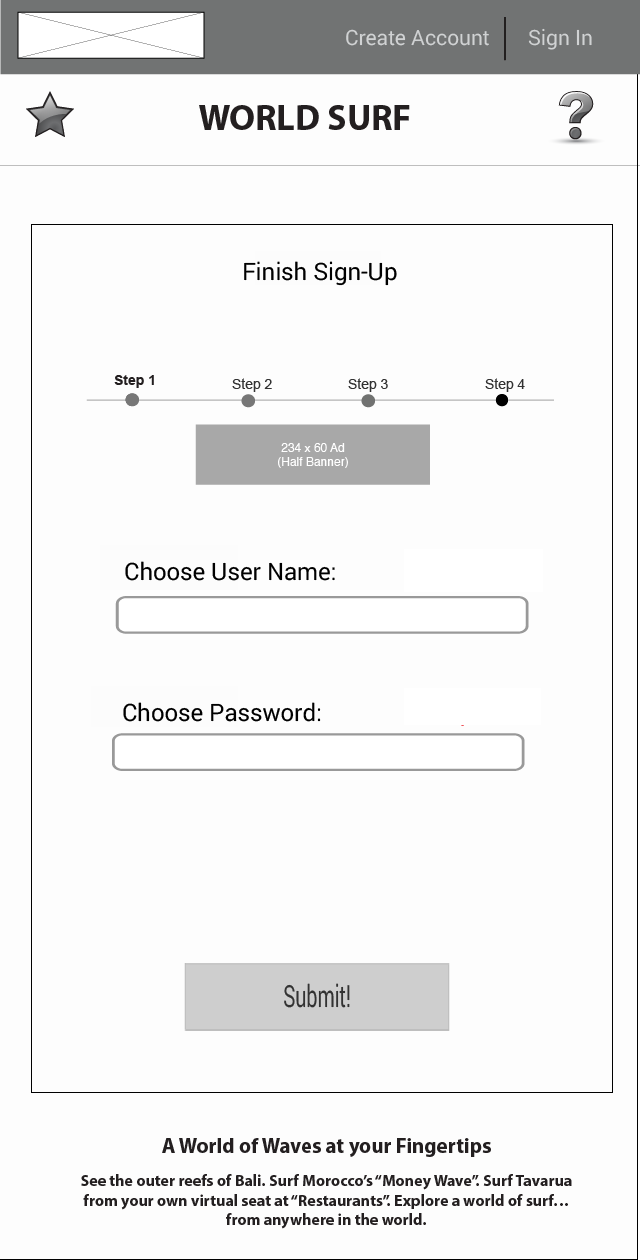 Create Account Sign In
WORLD SURF
Finish Sign-Up
Step 1 Step 2 Step 3 Step 4
234 x 60 Ad
(Half Banner)
Choose User Name:
Choose Password:
Submit!
A World of Waves at your Fingertips
See the outer reefs of Bali. Surf Morocco's “Money Wave”. Surf Tavarua
from your own virtual seat at “Restaurants”. Explore a world of surf…
from anywhere in the world.